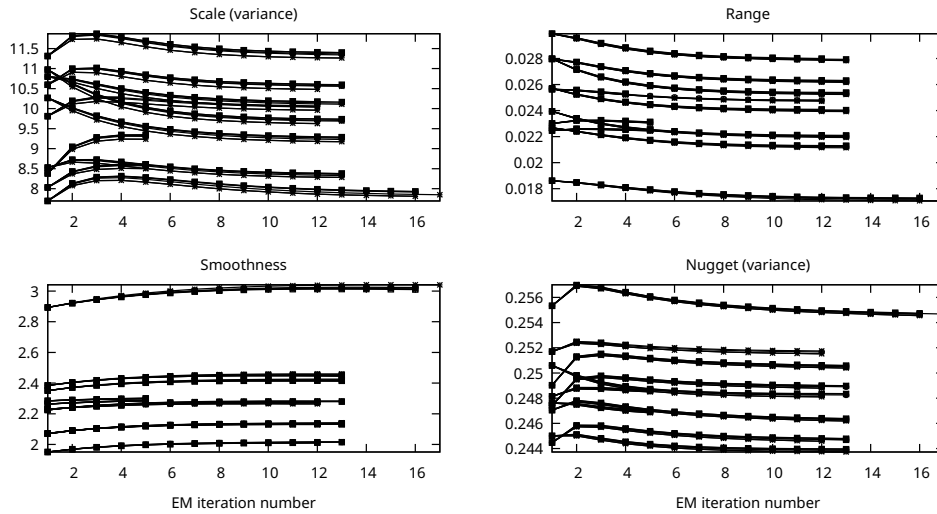 Scale (variance)
11.5
11
10.5
10
9.5
9
8.5
8
2 4 6 8 10 12 14 16
Range
0.028
0.026
0.024
0.022
0.02
0.018
2 4 6 8 10 12 14 16
Smoothness
3
2.8
2.6
2.4
2.2
2
2 4 6 8 10 12 14 16
EM iteration number
Nugget (variance)
0.256
0.254
0.252
0.25
0.248
0.246
0.244
2 4 6 8 10 12 14 16
EM iteration number